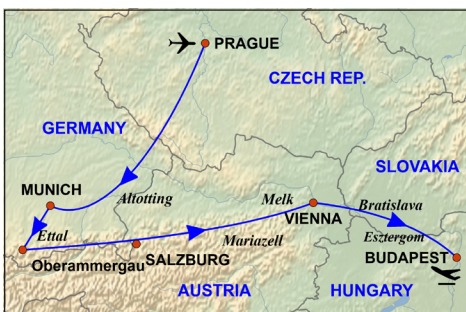 PRAGUE
CZECH REP.
GERMANY
SLOVAKIA
MUNICH
Altotting
Melk
Bratislava
VIENNA
Ettal
Mariazell
Esztergom
Oberammergau
SALZBURG
BUDAPEST
AUSTRIA
HUNGARY